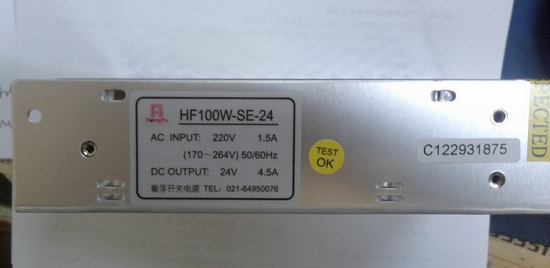 HF100W-SE-24
AC INPUT: 220V 1.5A
(170～264V) 50/60Hz
DC OUTPUT: 24V 4.5A
衡孚开关电源 TEL: 021-64950076
TEST
OK
C122931875
PECTED